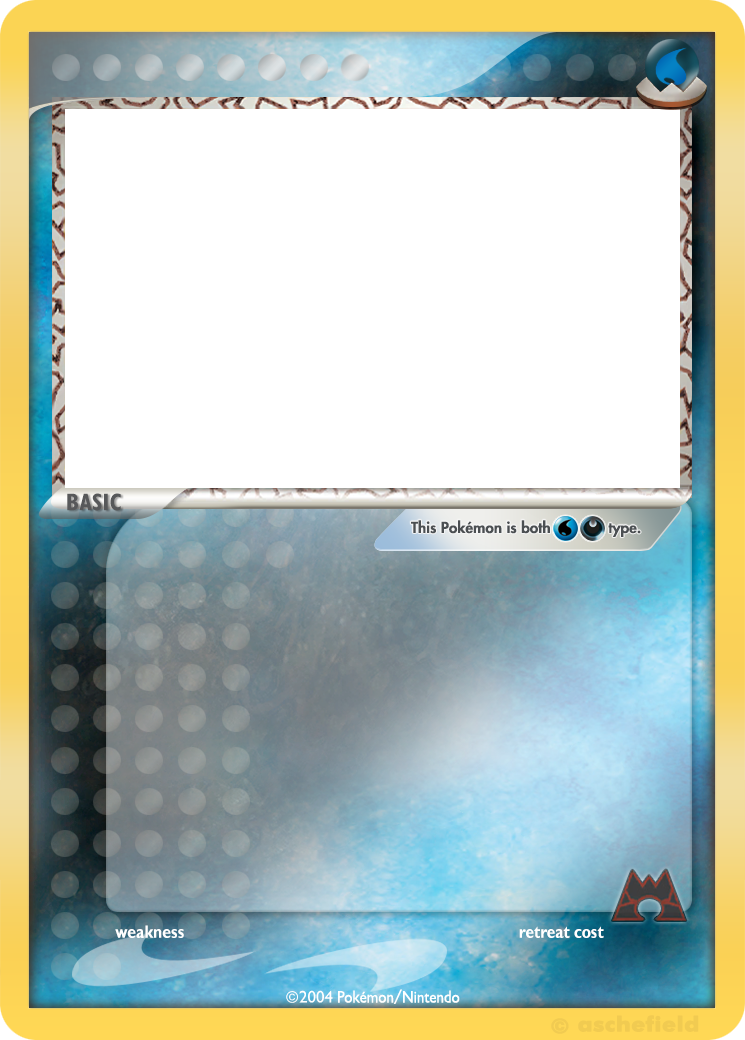 BASIC
This Pokémon is both type.
weakness
retreat cost
©2004 Pokémon/Nintendo
© aschefield